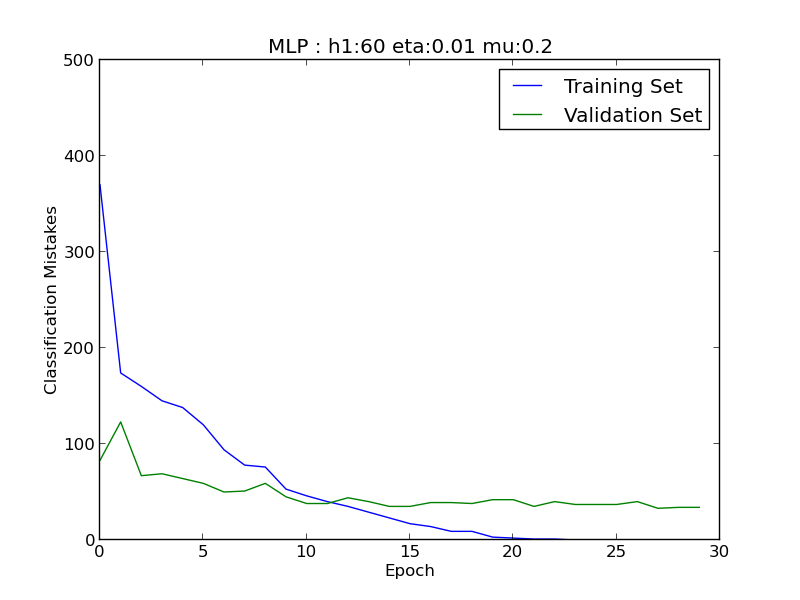 MLP : h1:60 eta:0.01 mu:0.2
500
Training Set
Validation Set
400
300
200
100
0
Classification Mistakes
0 5 10 15 20 25 30
Epoch